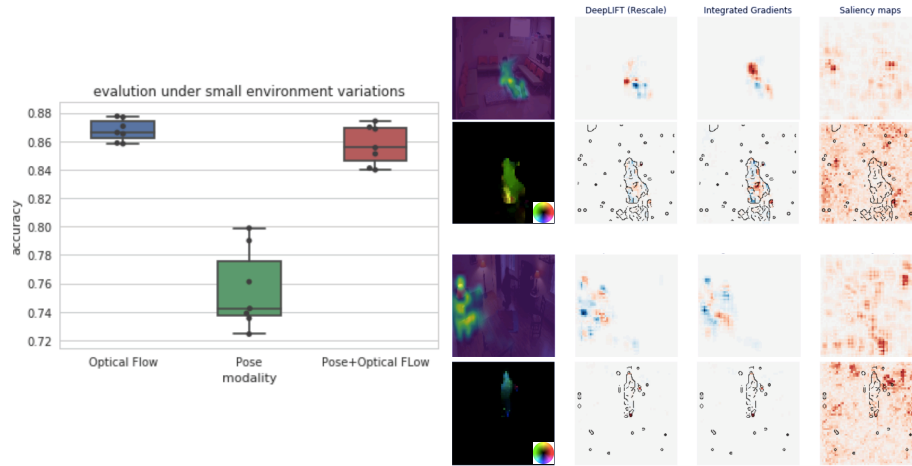 evalution under small environment variations
accuracy
0.88
0.86
0.84
0.82
0.80
0.78
0.76
0.74
0.72
Optical Flow
Pose
Pose+Optical FLow
modality
DeepLIFT (Rescale)
Integrated Gradients
Saliency maps